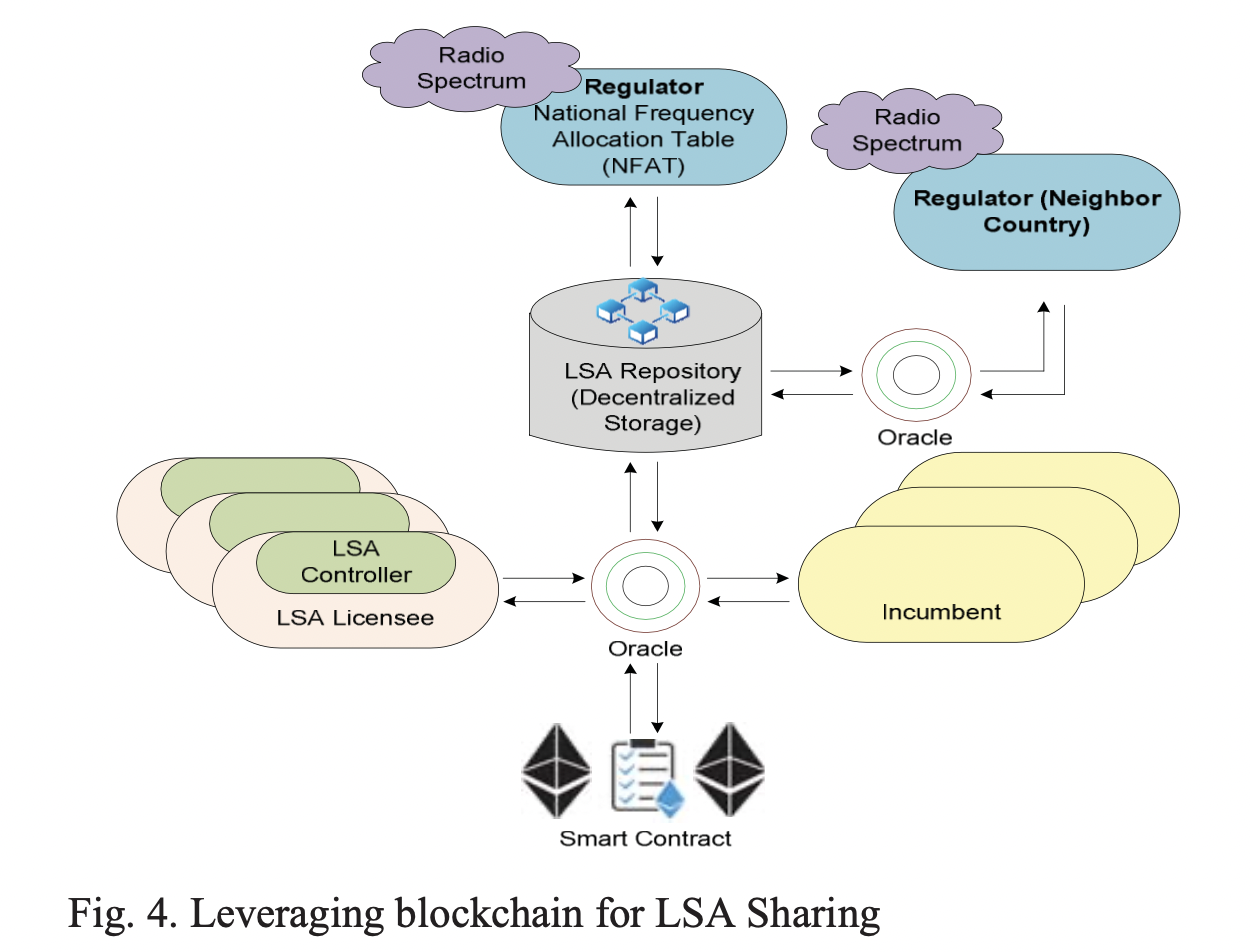 Radio
Spectrum
Regulator
National Frequency
Allocation Table
(NFAT)
Radio
Spectrum
Regulator (Neighbor
Country)
LSA Repository
(Decentralized
Storage)
Oracle
LSA
Controller
LSA Licensee
Oracle
Incumbent
Smart Contract
Fig. 4. Leveraging blockchain for LSA Sharing